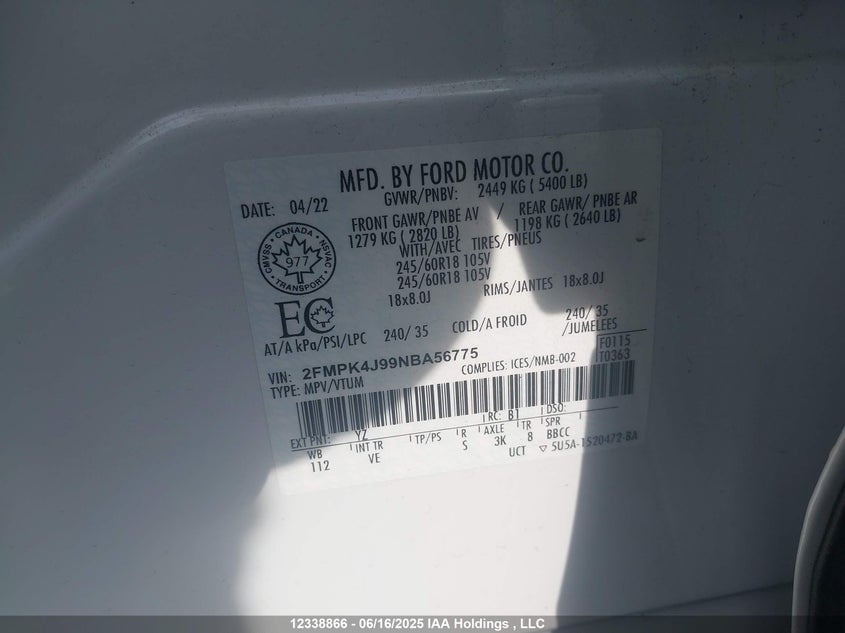 MFD. BY FORD MOTOR CO.
DATE: 04/22
GVWR/PNBV: 2449 KG ( 5400 LB)
FRONT GAWR/PNBE AV / REAR GAWR/ PNBE AR
1279 KG ( 2820 LB) 1198 KG ( 2640 LB)
WITH/AVEC TIRES/PNEUS
245/60R18 105V
245/60R18 105V
18x8.0J RIMS/JANTES 18x8.0J
CMVSS · CANADA · NSVAC
977
TRANSPORT
EC
AT/A kPa/PSI/LPC 240/ 35 COLD/A FROID 240/ 35
/JUMELEES
VIN: 2FMPK4J99NBA56775
COMPLIES: ICES/NMB-002
F0115
T0363
TYPE: MPV/VTUM
EXT PNT: YZ RC: B1 DSO:
WB INT TR TP/PS R AXLE TR SPR
112 VE S 3K 8 BBCC
UCT ▽ 5U5A-1520472-BA
12338866 - 06/16/2025 IAA Holdings , LLC